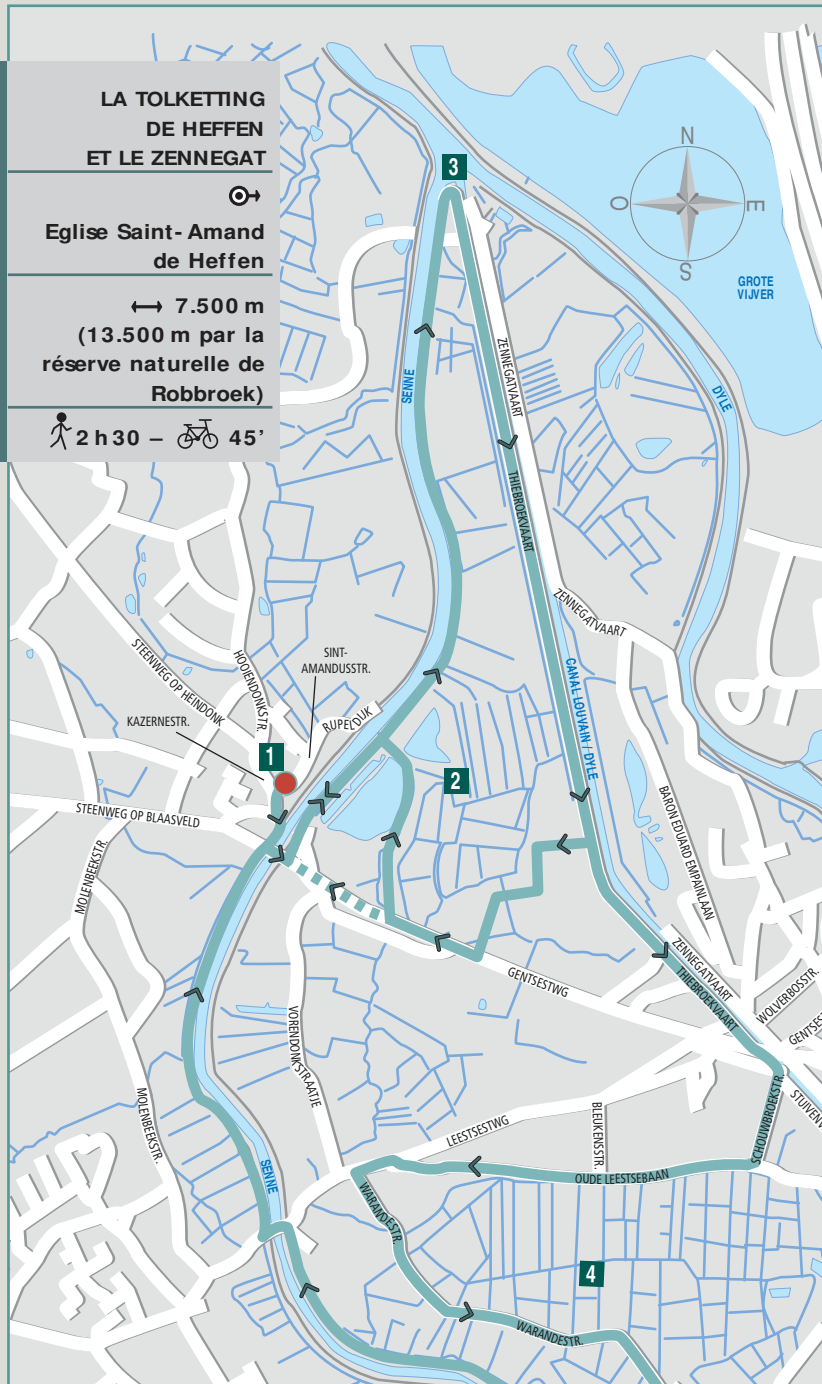 LA TOLKETTING
DE HEFFEN
ET LE ZENNEGAT
Eglise Saint-Amand
de Heffen
7.500 m
(13.500 m par la
réserve naturelle de
Robbroek)
2 h 30 – 45’
3
N
O
E
S
GROTE
VIJVER
ZENNEGATVAART
SENNE
DYLE
THIEBROEKVAART
ZENNEGATVAART
STEENWEG OP HEINDONK
HOOIENDONKSTR.
SINT-
AMANDUSSTR.
KAZERNESTR.
RUPELDIJK
CANAL LOUVAIN / DYLE
1
2
STEENWEG OP BLAASVELD
BARON EDUARD EMPAINLAAN
MOLENBEEKSTR.
GENTSESTWG
ZENNEGATVAART
THIEBROEKVAART
WOLVERBOSSTR.
GENTSEST
VORENDONKSTRAATJE
MOLENBEEKSTR.
LEESTSESTWG
BLEUKENSSTR.
SCHOUWBROEKSTR.
STUIVEN
SENNE
OUDE LEESTSEBAAN
WARANDESTR.
4
WARANDESTR.